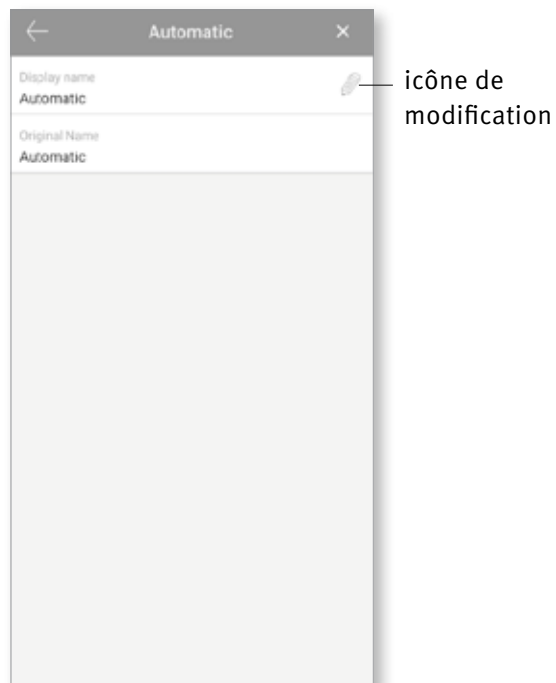 Automatic
Display name
Automatic
icône de
modification
Original Name
Automatic